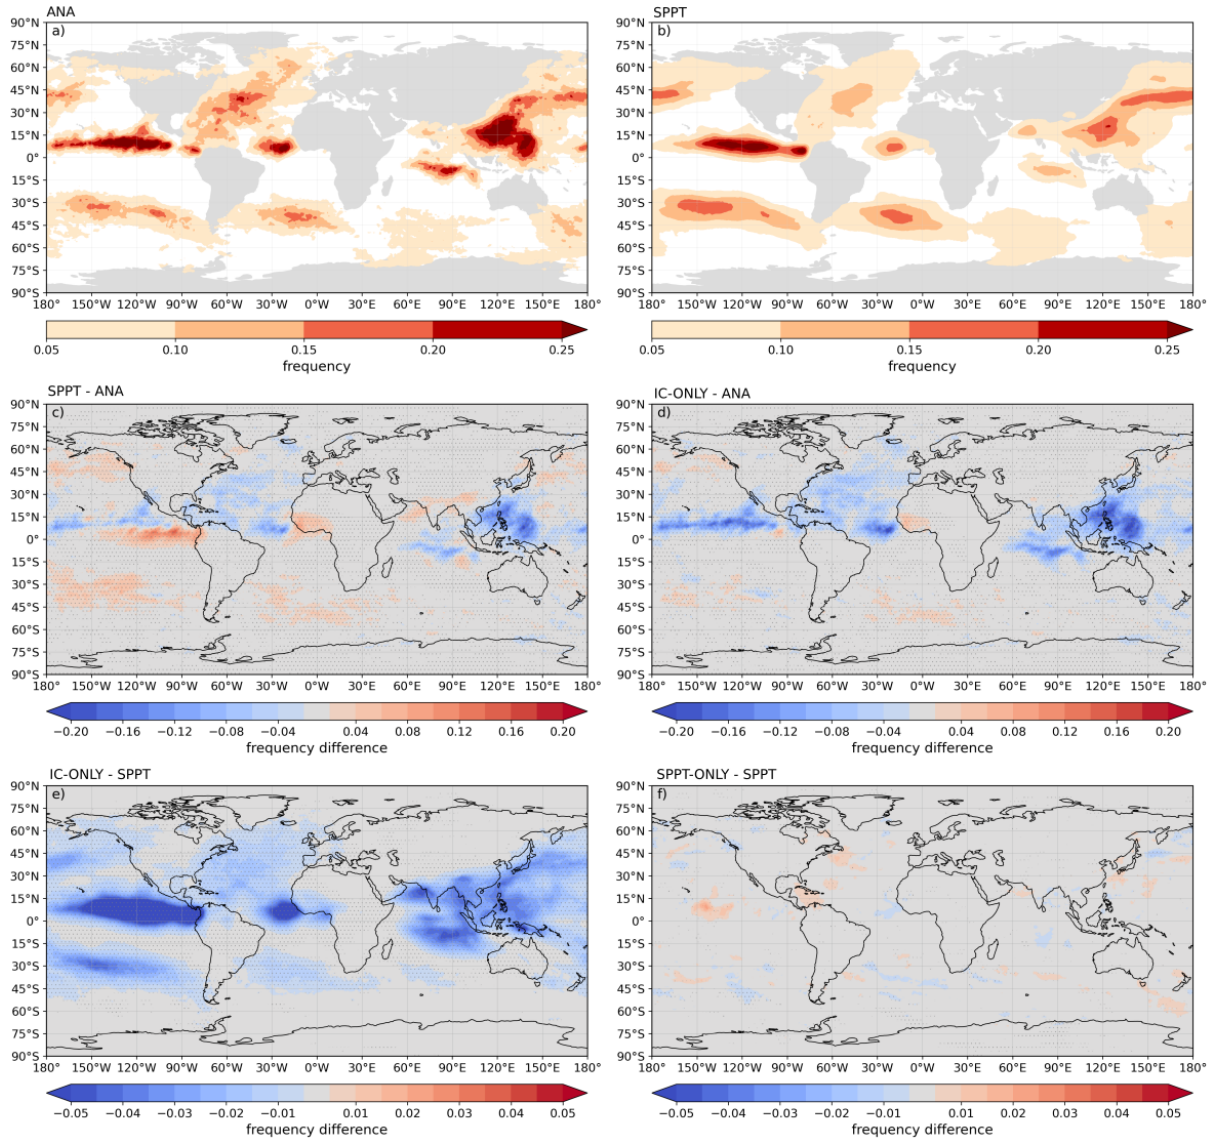 ANA
SPPT
a)
b)
90°N
75°N
60°N
45°N
30°N
15°N
0°
15°S
30°S
45°S
60°S
75°S
90°S
180° 150°W 120°W 90°W 60°W 30°W 0°W 30°E 60°E 90°E 120°E 150°E 180°
90°N
75°N
60°N
45°N
30°N
15°N
0°
15°S
30°S
45°S
60°S
75°S
90°S
180° 150°W 120°W 90°W 60°W 30°W 0°W 30°E 60°E 90°E 120°E 150°E 180°
0.05 0.10 0.15 0.20 0.25
frequency
0.05 0.10 0.15 0.20 0.25
frequency
SPPT - ANA
IC-ONLY - ANA
c)
d)
90°N
75°N
60°N
45°N
30°N
15°N
0°
15°S
30°S
45°S
60°S
75°S
90°S
180° 150°W 120°W 90°W 60°W 30°W 0°W 30°E 60°E 90°E 120°E 150°E 180°
90°N
75°N
60°N
45°N
30°N
15°N
0°
15°S
30°S
45°S
60°S
75°S
90°S
180° 150°W 120°W 90°W 60°W 30°W 0°W 30°E 60°E 90°E 120°E 150°E 180°
−0.20 −0.16 −0.12 −0.08 −0.04 0.04 0.08 0.12 0.16 0.20
frequency difference
−0.20 −0.16 −0.12 −0.08 −0.04 0.04 0.08 0.12 0.16 0.20
frequency difference
IC-ONLY - SPPT
SPPT-ONLY - SPPT
e)
f)
90°N
75°N
60°N
45°N
30°N
15°N
0°
15°S
30°S
45°S
60°S
75°S
90°S
180° 150°W 120°W 90°W 60°W 30°W 0°W 30°E 60°E 90°E 120°E 150°E 180°
90°N
75°N
60°N
45°N
30°N
15°N
0°
15°S
30°S
45°S
60°S
75°S
90°S
180° 150°W 120°W 90°W 60°W 30°W 0°W 30°E 60°E 90°E 120°E 150°E 180°
−0.05 −0.04 −0.03 −0.02 −0.01 0.01 0.02 0.03 0.04 0.05
frequency difference
−0.05 −0.04 −0.03 −0.02 −0.01 0.01 0.02 0.03 0.04 0.05
frequency difference